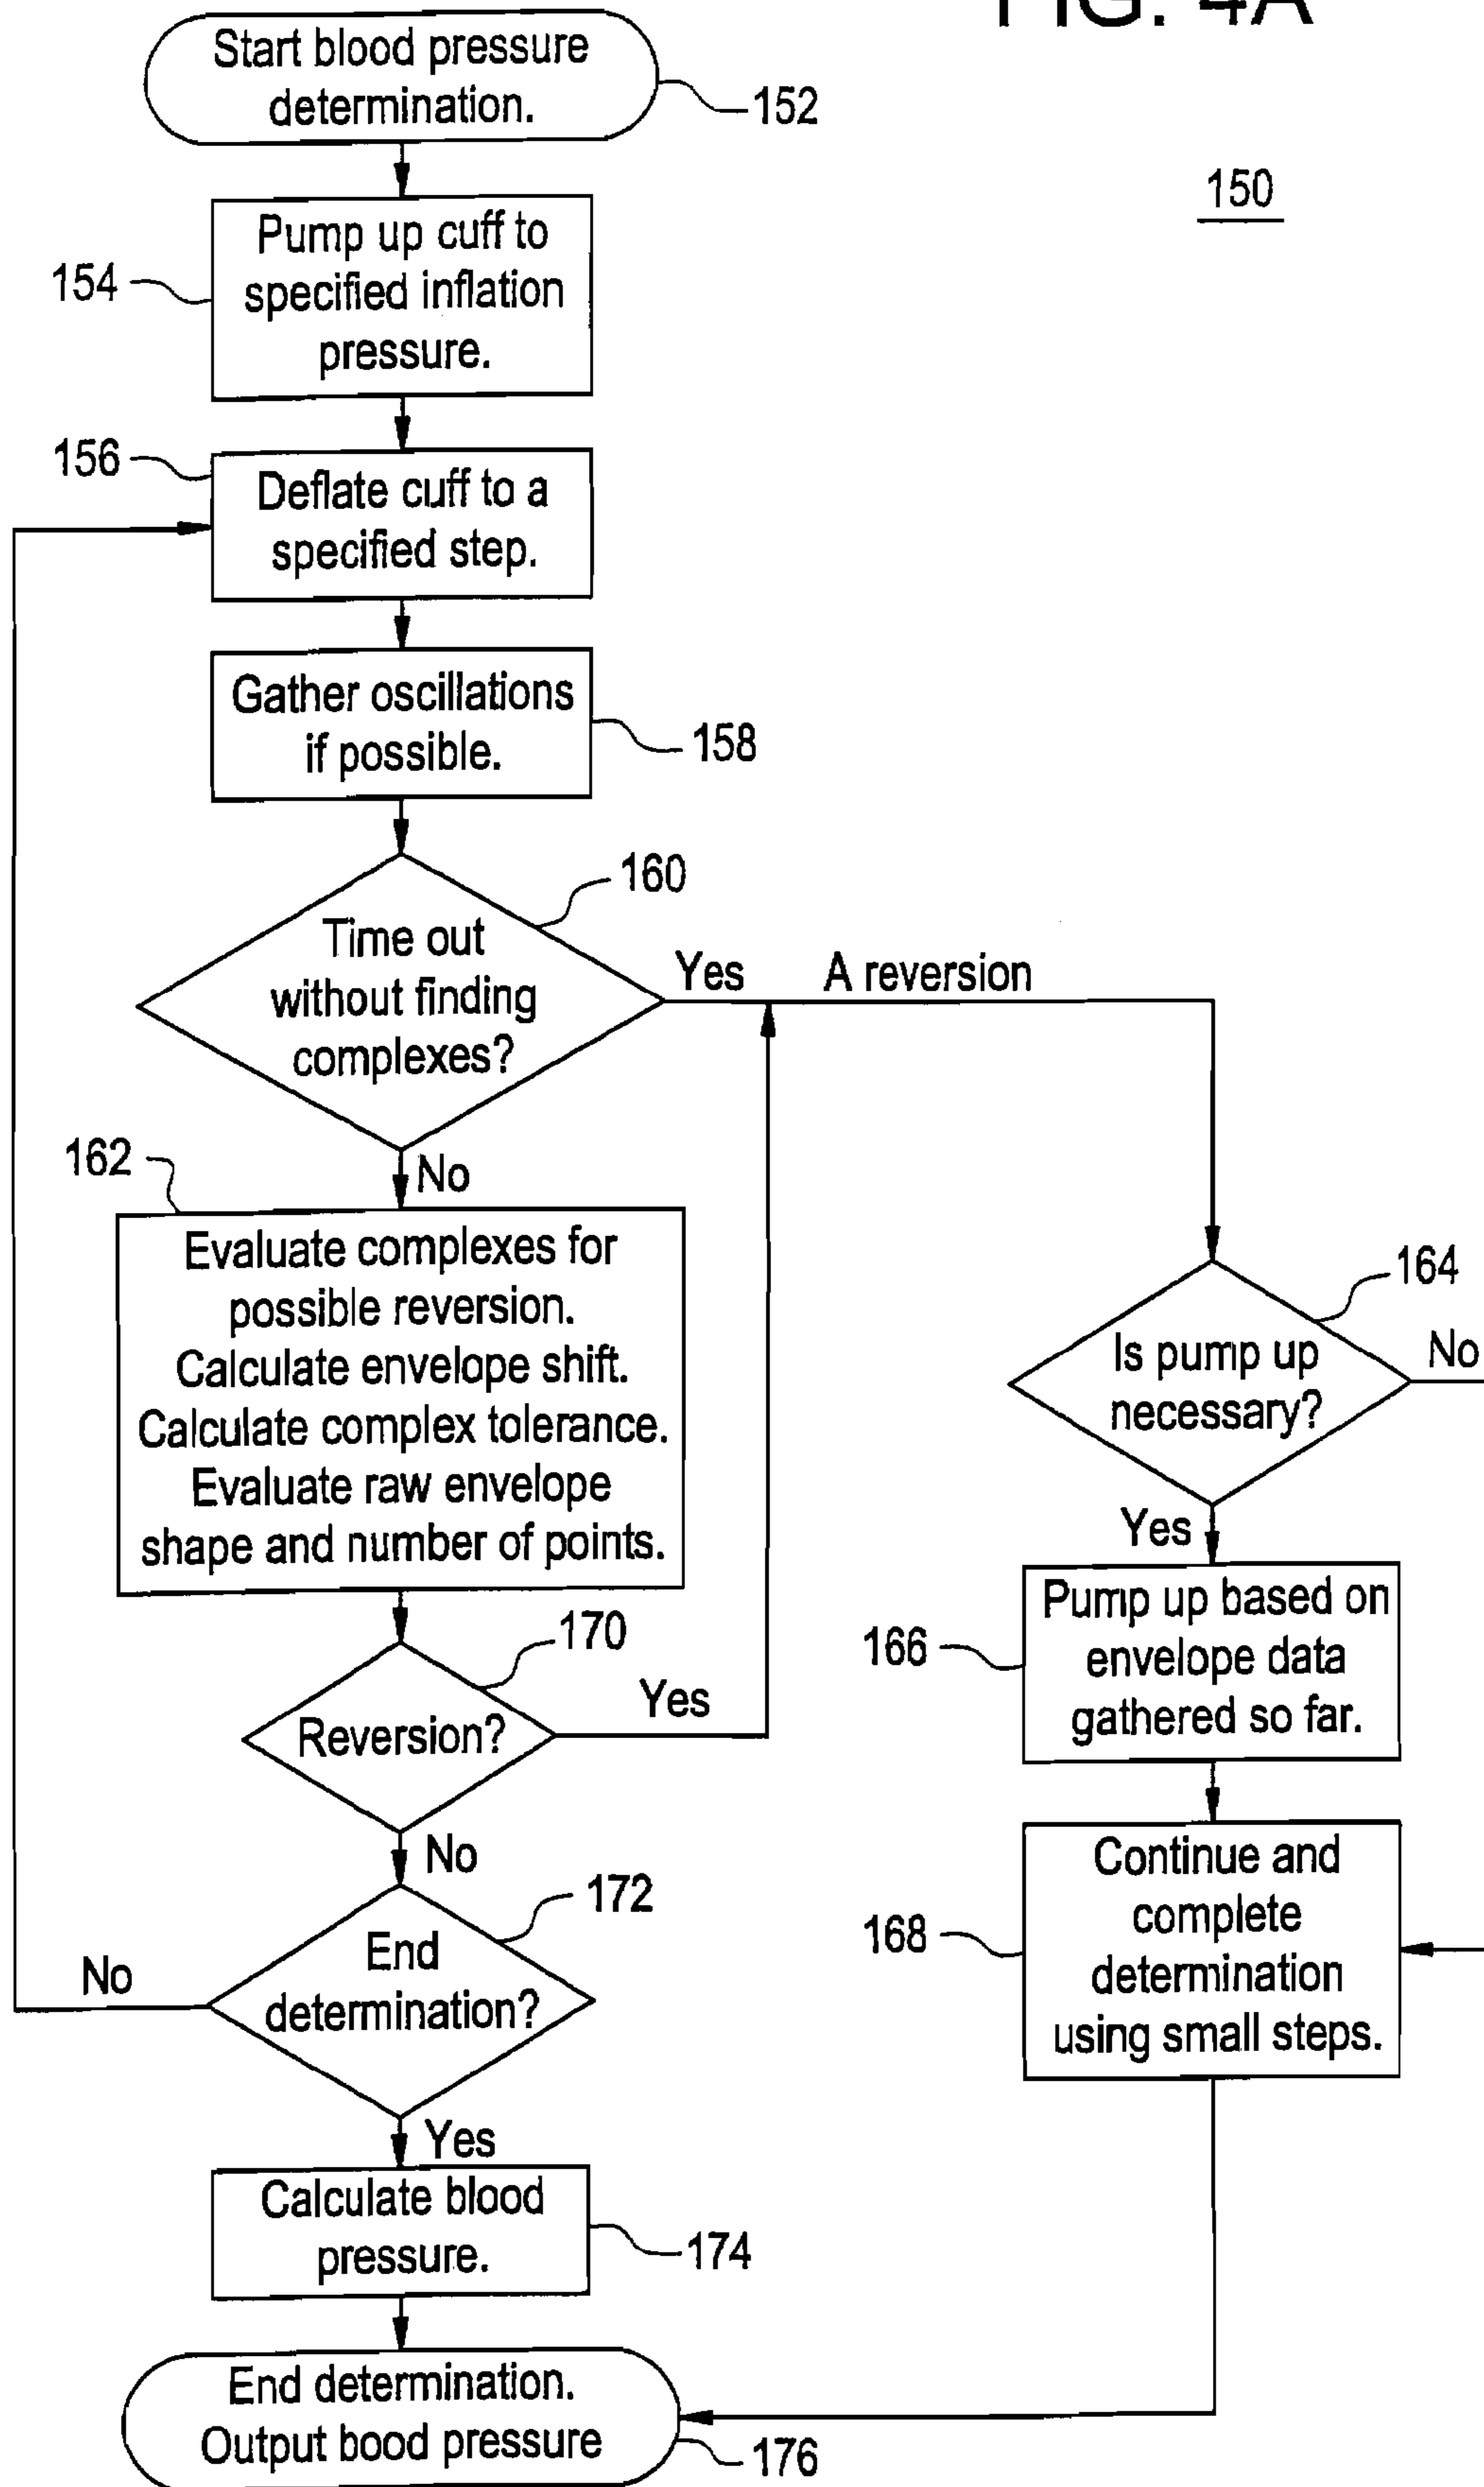 FIG. 4A
Start blood pressure
determination.
152
150
Pump up cuff to
specified inflation
pressure.
154
156
Deflate cuff to a
specified step.
Gather oscillations
if possible.
158
160
Time out
without finding
complexes?
Yes
A reversion
No
162
Evaluate complexes for
possible reversion.
Calculate envelope shift.
Calculate complex tolerance.
Evaluate raw envelope
shape and number of points.
164
Is pump up
necessary?
No
Yes
166
Pump up based on
envelope data
gathered so far.
170
Reversion?
Yes
No
168
Continue and
complete
determination
using small steps.
172
End
determination?
No
Yes
Calculate blood
pressure.
174
End determination.
Output bood pressure
176